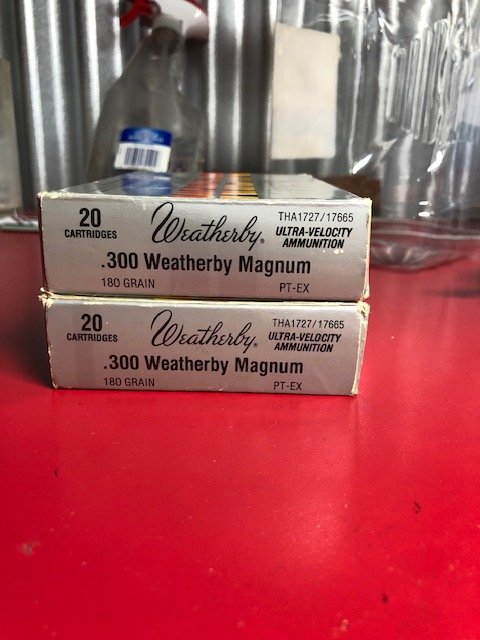 20 Weatherby® THA1727/17665
CARTRIDGES ULTRA-VELOCITY
AMMUNITION
.300 Weatherby Magnum
180 GRAIN PT-EX
20 Weatherby® THA1727/17665
CARTRIDGES ULTRA-VELOCITY
AMMUNITION
.300 Weatherby Magnum
180 GRAIN PT-EX